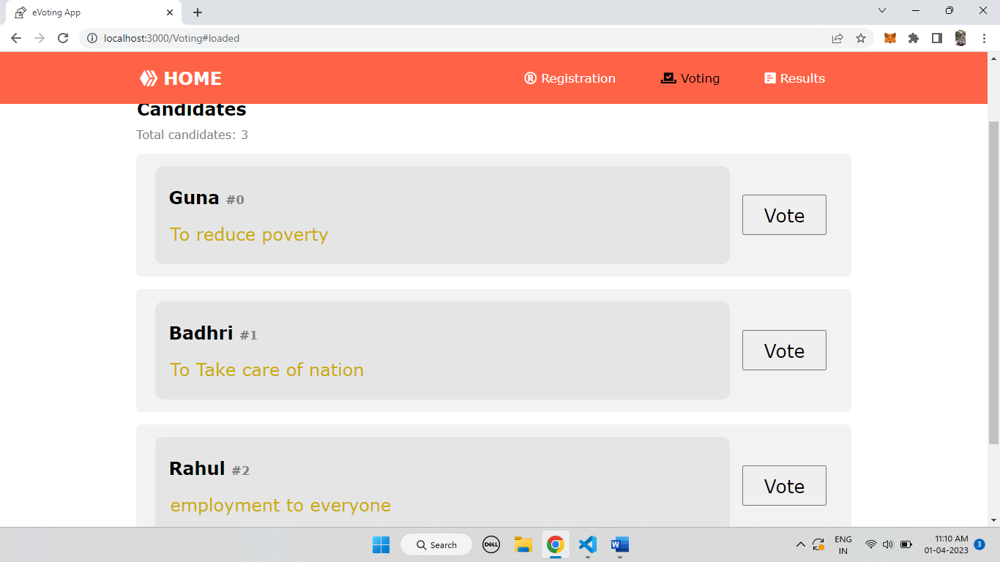 eVoting App
localhost:3000/Voting#loaded
HOME
Registration
Voting
Results
Candidates
Total candidates: 3
Guna #0
To reduce poverty
Vote
Badhri #1
To Take care of nation
Vote
Rahul #2
employment to everyone
Vote
Search
DELL
W
ENG
IN
11:10 AM
01-04-2023
3